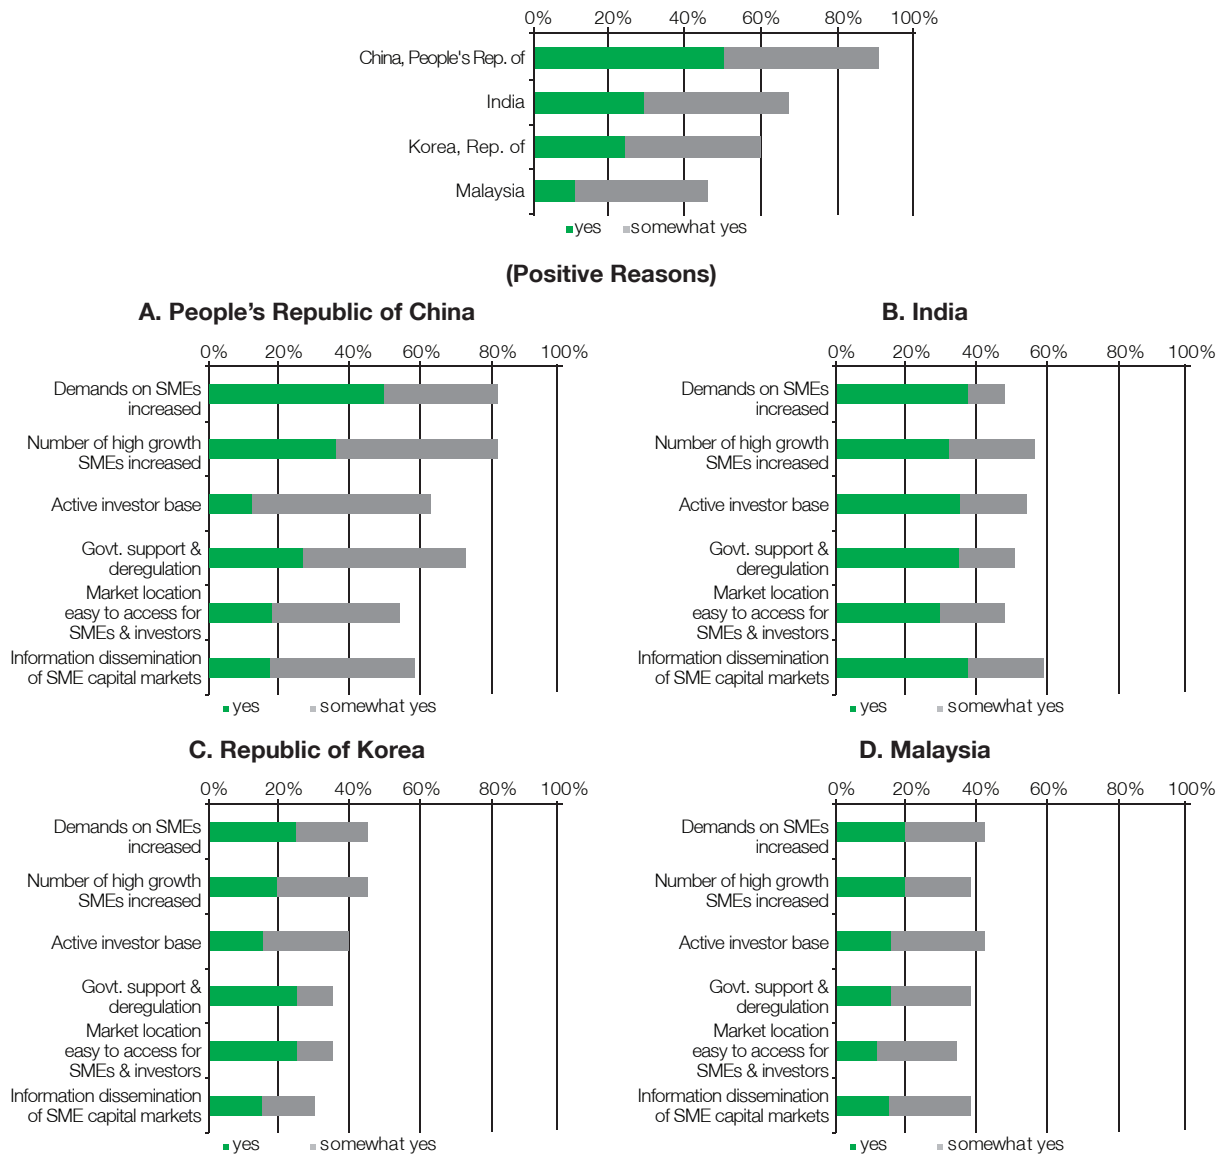 0% 20% 40% 60% 80% 100%
China, People's Rep. of
India
Korea, Rep. of
Malaysia
yes somewhat yes
(Positive Reasons)
A. People’s Republic of China
0% 20% 40% 60% 80% 100%
Demands on SMEs
increased
Number of high growth
SMEs increased
Active investor base
Govt. support &
deregulation
Market location
easy to access for
SMEs & investors
Information dissemination
of SME capital markets
yes somewhat yes
B. India
0% 20% 40% 60% 80% 100%
Demands on SMEs
increased
Number of high growth
SMEs increased
Active investor base
Govt. support &
deregulation
Market location
easy to access for
SMEs & investors
Information dissemination
of SME capital markets
yes somewhat yes
C. Republic of Korea
0% 20% 40% 60% 80% 100%
Demands on SMEs
increased
Number of high growth
SMEs increased
Active investor base
Govt. support &
deregulation
Market location
easy to access for
SMEs & investors
Information dissemination
of SME capital markets
yes somewhat yes
D. Malaysia
0% 20% 40% 60% 80% 100%
Demands on SMEs
increased
Number of high growth
SMEs increased
Active investor base
Govt. support &
deregulation
Market location
easy to access for
SMEs & investors
Information dissemination
of SME capital markets
yes somewhat yes